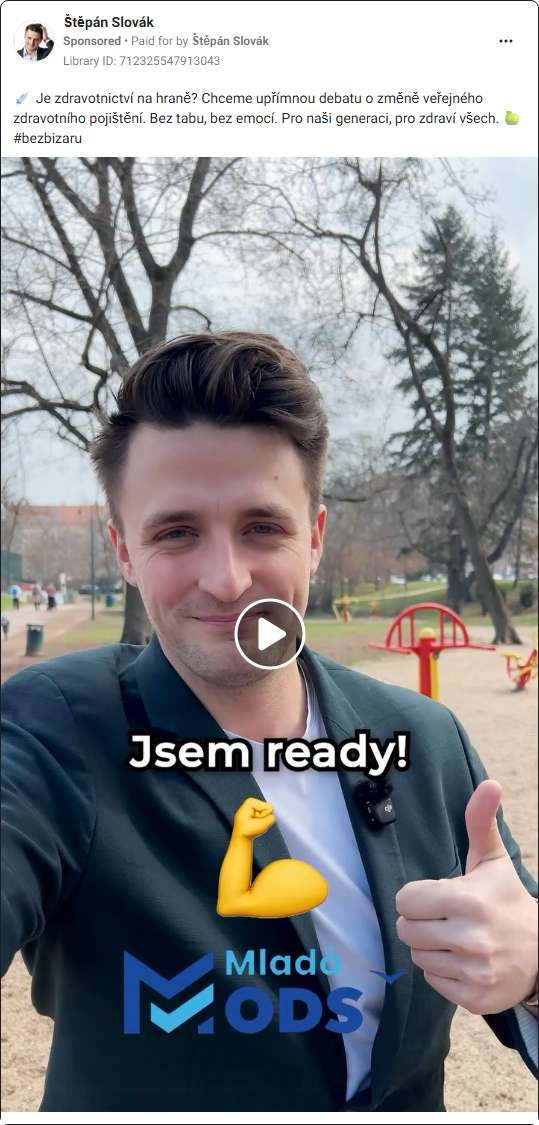 Štěpán Slovák
Sponsored • Paid for by Štěpán Slovák
Library ID: 712325547913043
Je zdravotnictví na hraně? Chceme upřímnou debatu o změně veřejného
zdravotního pojištění. Bez tabu, bez emocí. Pro naši generaci, pro zdraví všech.
#bezbizaru
Jsem ready!
Mladá
MODS